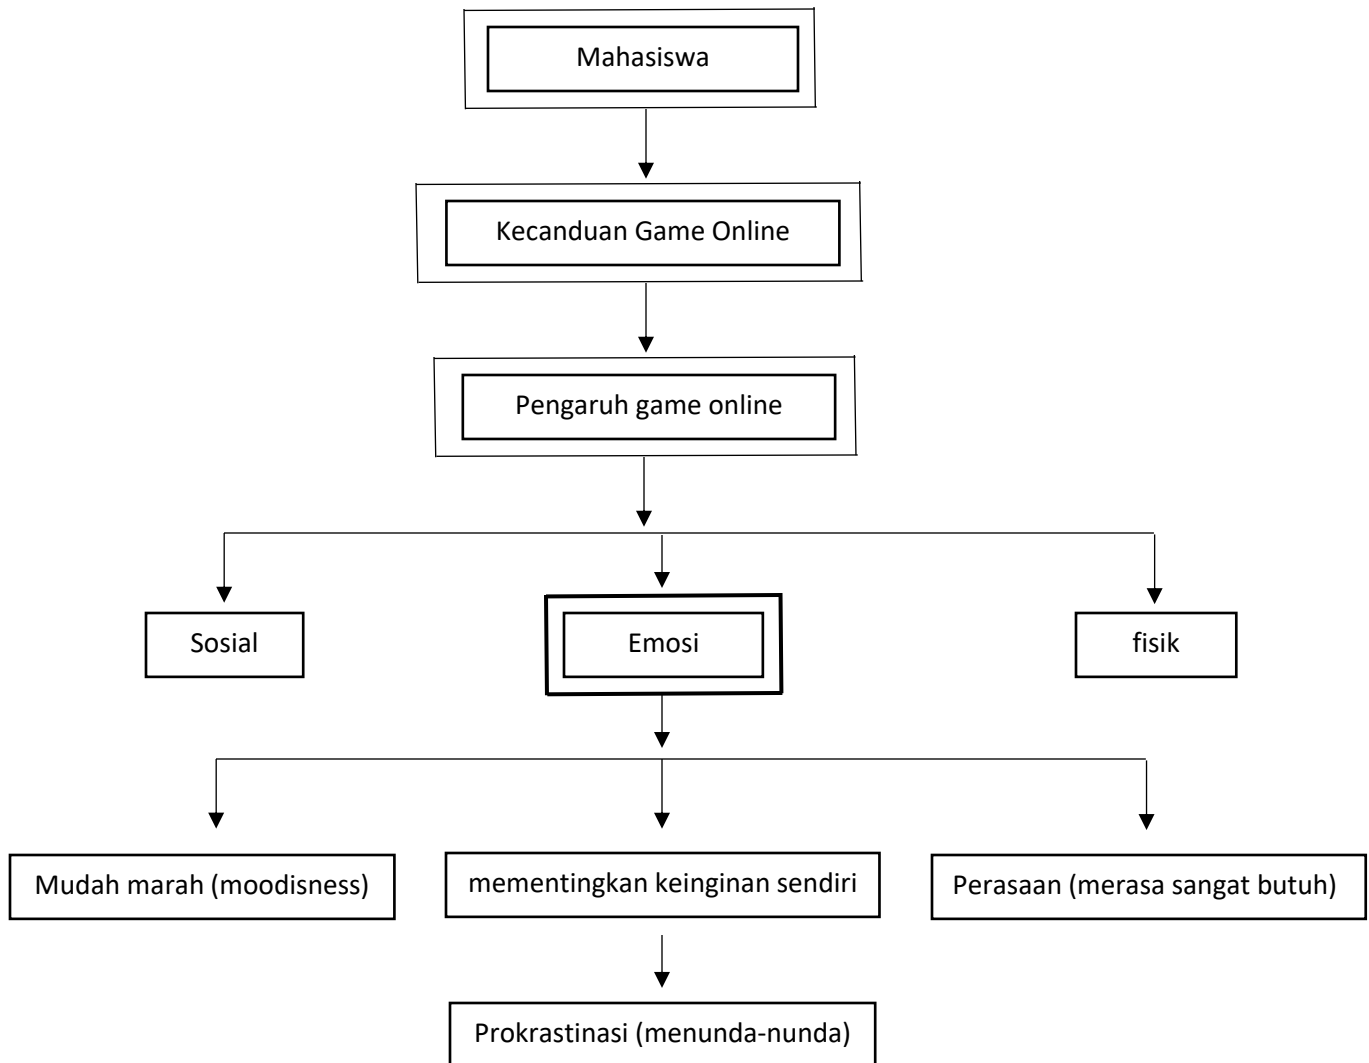 Mahasiswa
Kecanduan Game Online
Pengaruh game online
Sosial
Emosi
fisik
Mudah marah (moodisness)
mementingkan keinginan sendiri
Perasaan (merasa sangat butuh)
Prokrastinasi (menunda-nunda)